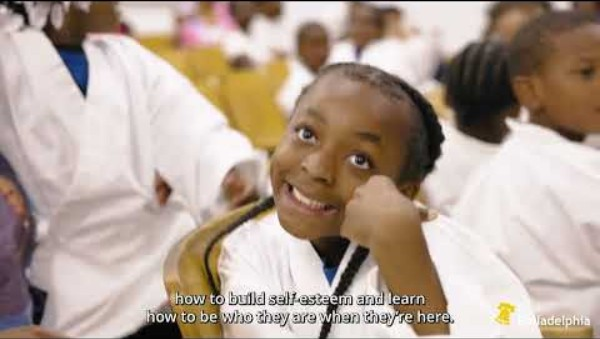 how to build self-esteem and learn
how to be who they are when they're here.
Philadelphia